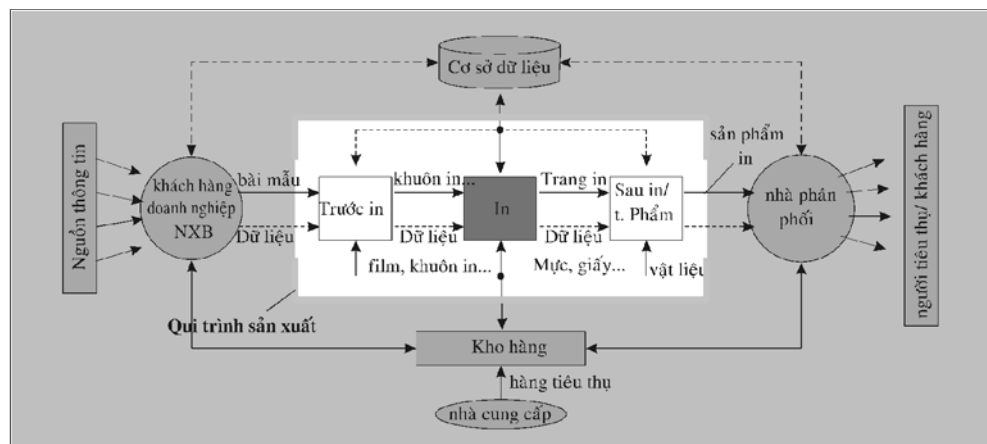 Cơ sở dữ liệu
Nguồn thông tin
khách hàng
doanh nghiệp
NXB
bài mẫu
Dữ liệu
Trước in
khuôn in...
Dữ liệu
film, khuôn in...
In
Trang in
Dữ liệu
Mực, giấy...
Sau in/
t. Phẩm
vật liệu
sản phẩm
in
nhà phân
phối
người tiêu thụ/ khách hàng
Qui trình sản xuất
Kho hàng
hàng tiêu thụ
nhà cung cấp